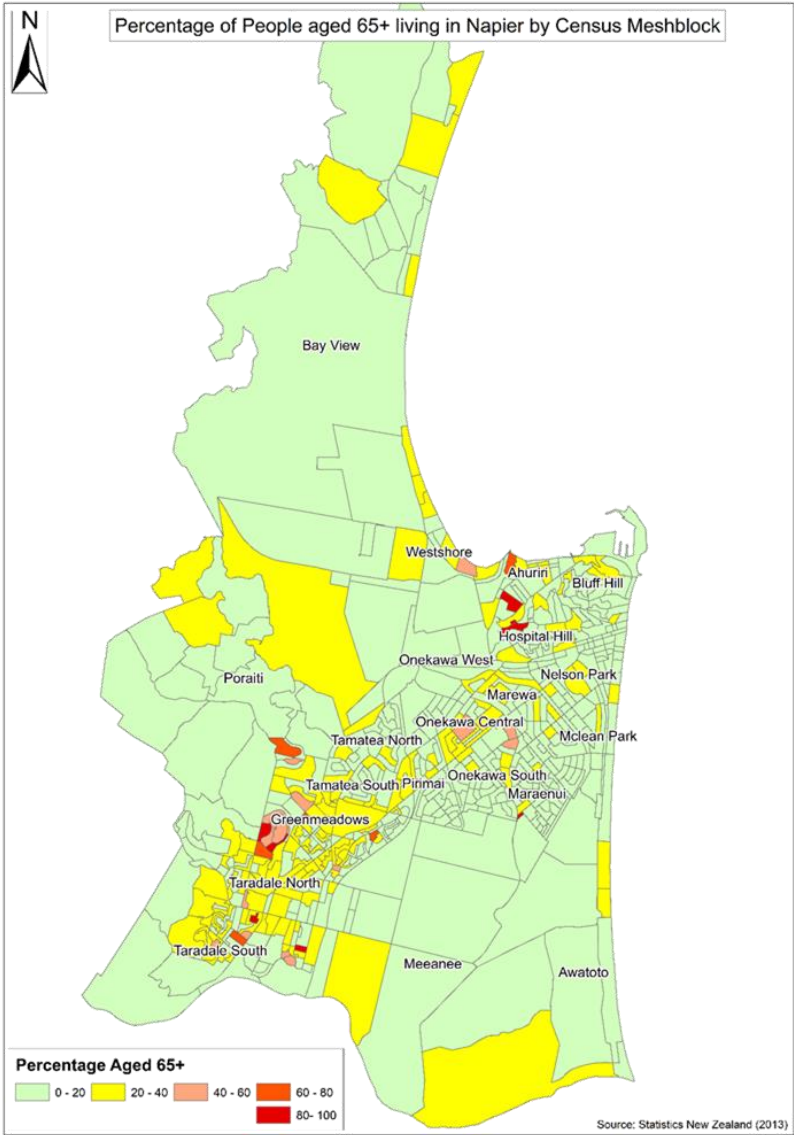 N
Percentage of People aged 65+ living in Napier by Census Meshblock
Bay View
Westshore
Ahuriri
Bluff Hill
Hospital Hill
Onekawa West
Nelson Park
Poraiti
Marewa
Onekawa Central
Mclean Park
Tamatea North
Onekawa South
Tamatea South
Pirimai
Maraenui
Greenmeadows
Taradale North
Taradale South
Meeanee
Awatoto
Percentage Aged 65+
0 - 20
20 - 40
40 - 60
60 - 80
80- 100
Source: Statistics New Zealand (2013)